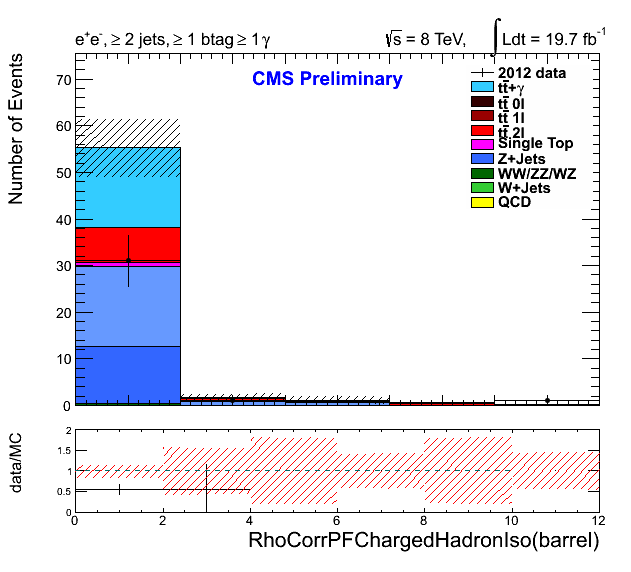 e⁺e⁻, ≥ 2 jets, ≥ 1 btag ≥ 1 γ
√s = 8 TeV, ∫ Ldt = 19.7 fb⁻¹
CMS Preliminary
2012 data
tt̄+γ
tt̄ 0l
tt̄ 1l
tt̄ 2l
Single Top
Z+Jets
WW/ZZ/WZ
W+Jets
QCD
Number of Events
70
60
50
40
30
20
10
0
data/MC
2
1.5
1
0.5
0
0 2 4 6 8 10 12
RhoCorrPFChargedHadronIso(barrel)